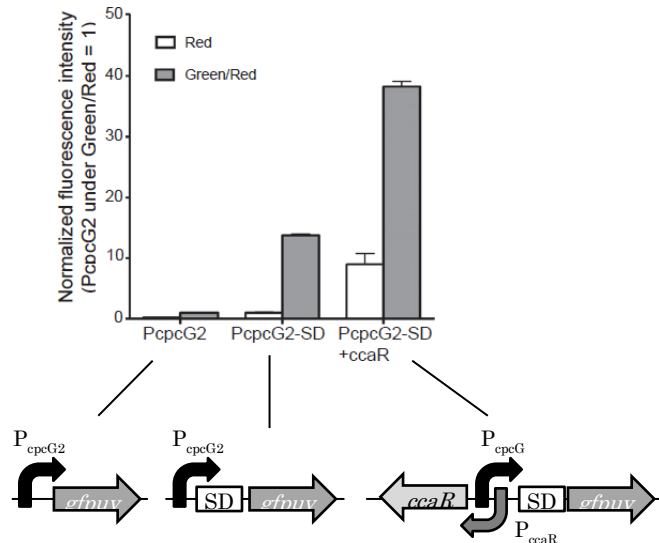 Normalized fluorescence intensity
(PcpcG2 under Green/Red = 1)
50
40
30
20
10
0
Red
Green/Red
PcpcG2
PcpcG2-SD
PcpcG2-SD
+ccaR
PcpcG2
gfpuv
PcpcG2
SD
gfpuv
PcpcG
ccaR
SD
gfpuv
PccaR